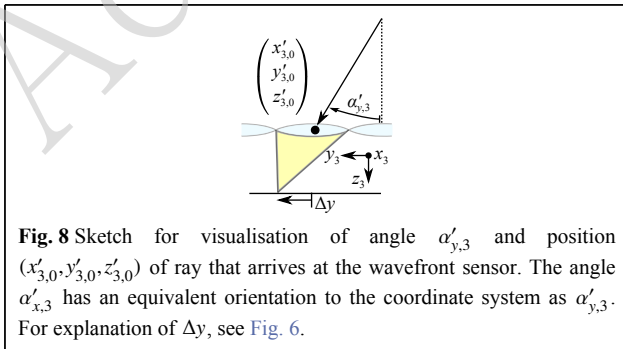 AC
(x′3,0
y′3,0
z′3,0)
α′y,3
y3 x3
z3
Δy
Fig. 8 Sketch for visualisation of angle α′y,3 and position
(x′3,0,y′3,0,z′3,0) of ray that arrives at the wavefront sensor. The angle
α′x,3 has an equivalent orientation to the coordinate system as α′y,3.
For explanation of Δy, see Fig. 6.